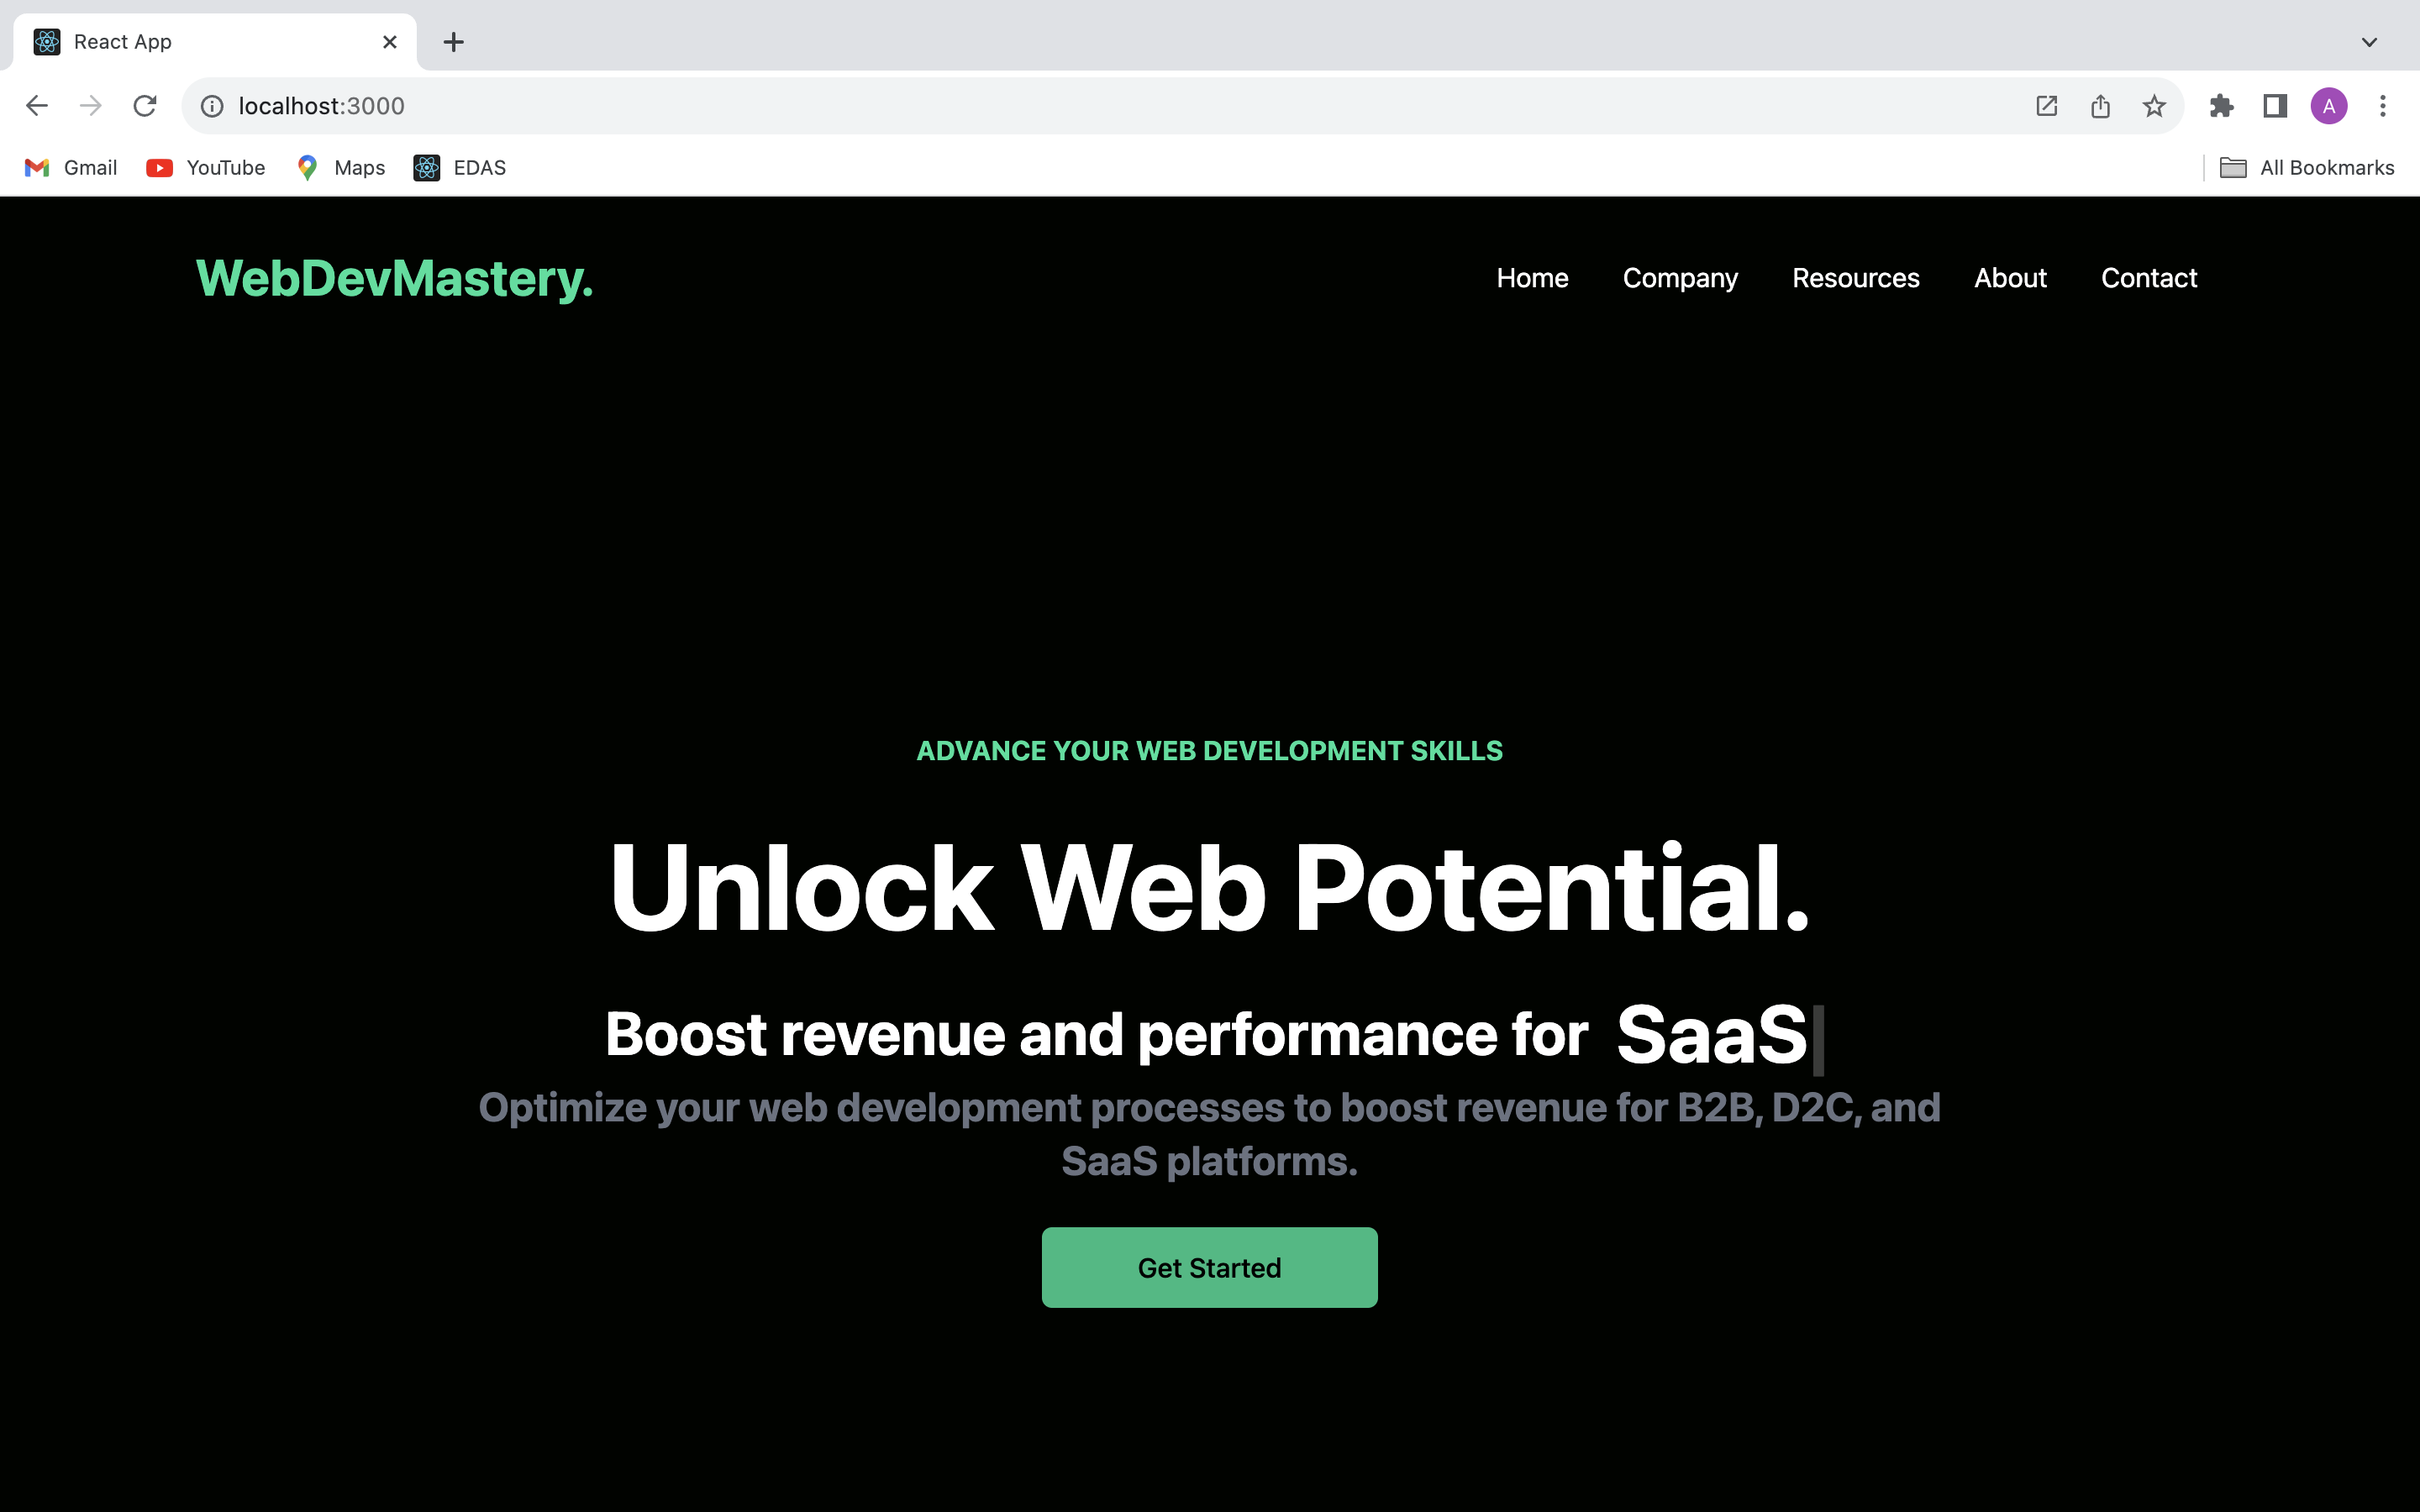 React App
localhost:3000
A
Gmail YouTube Maps EDAS All Bookmarks
WebDevMastery. Home Company Resources About Contact
ADVANCE YOUR WEB DEVELOPMENT SKILLS
Unlock Web Potential.
Boost revenue and performance for SaaS
Optimize your web development processes to boost revenue for B2B, D2C, and
SaaS platforms.
Get Started